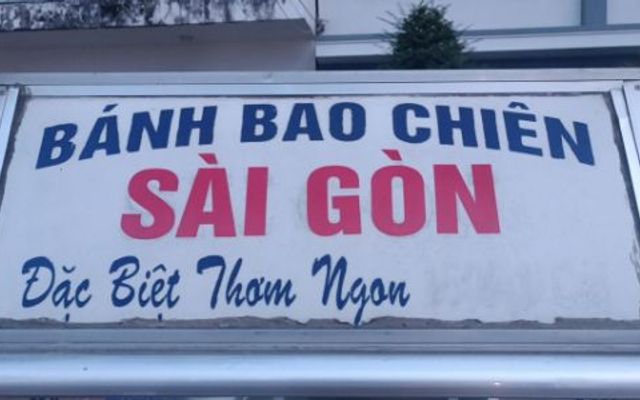 BÁNH BAO CHIÊN
SÀI GÒN
Đặc Biệt Thơm Ngon